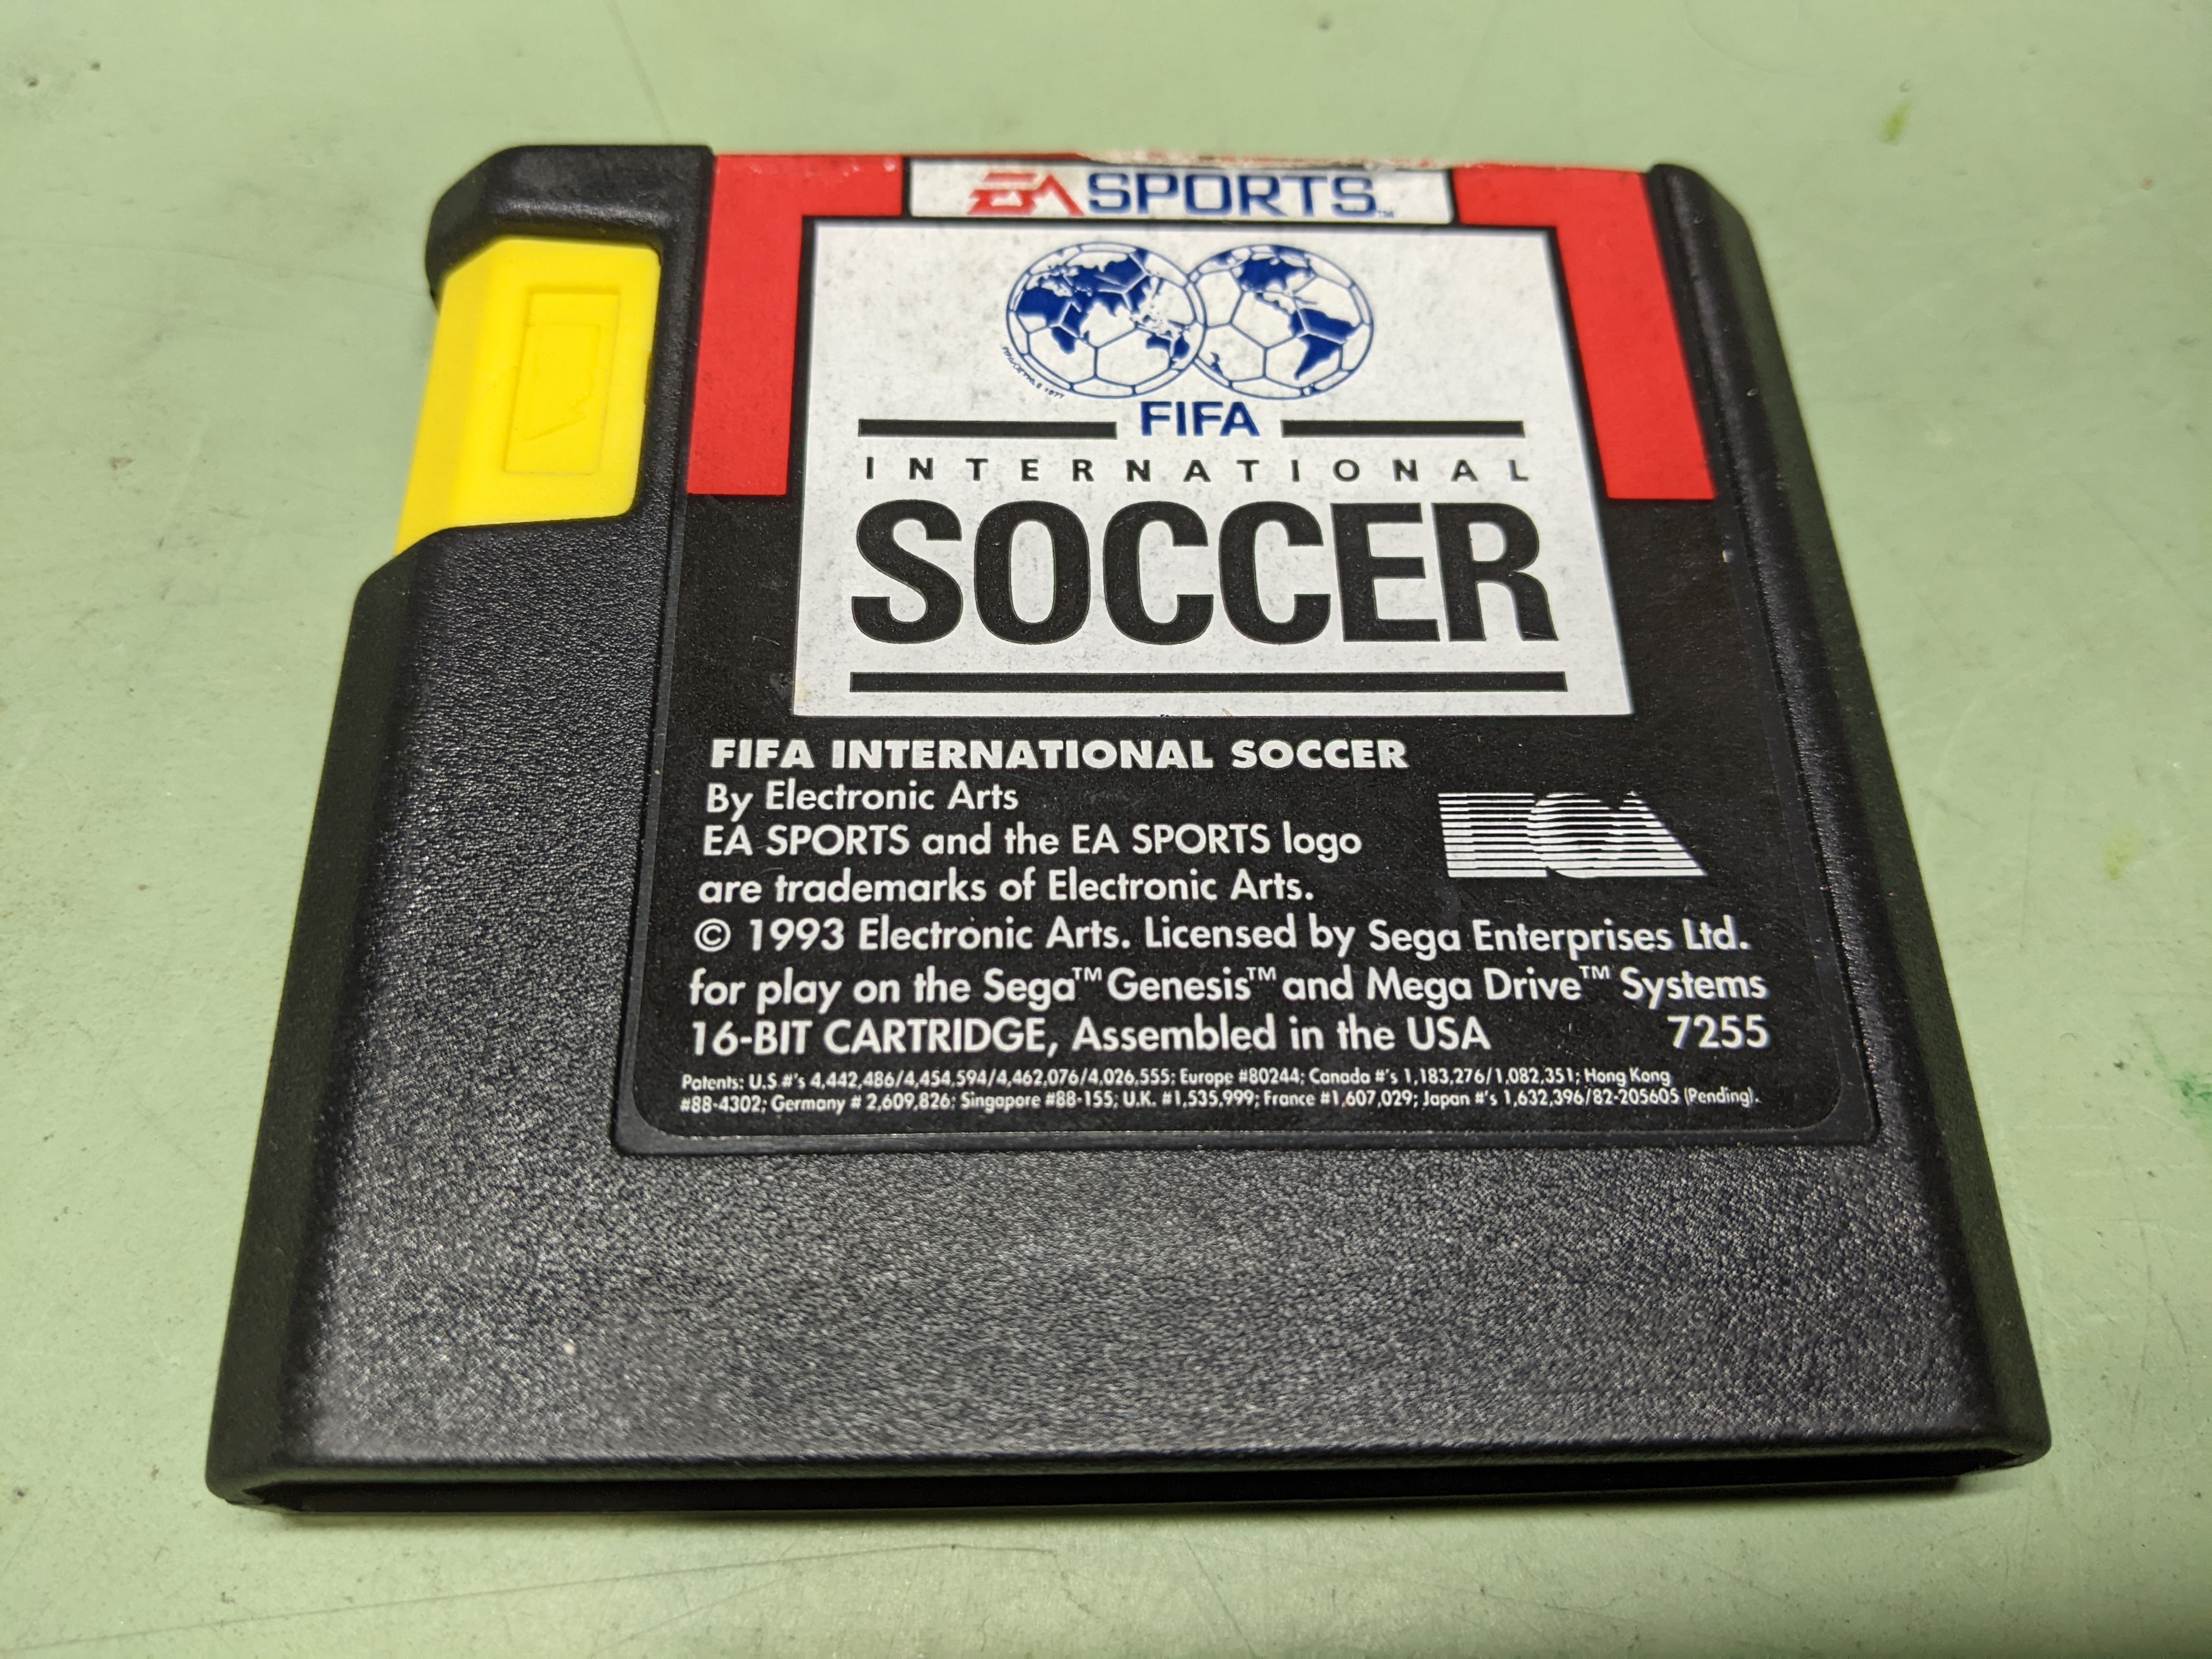 EA SPORTS™
FIFA
INTERNATIONAL
SOCCER
FIFA INTERNATIONAL SOCCER
By Electronic Arts
EA SPORTS and the EA SPORTS logo
are trademarks of Electronic Arts.
EOA
© 1993 Electronic Arts. Licensed by Sega Enterprises Ltd.
for play on the Sega™ Genesis™ and Mega Drive™ Systems
16-BIT CARTRIDGE, Assembled in the USA 7255
Patents: U.S #'s 4,442,486/4,454,594/4,462,076/4,026,555; Europe #80244; Canada #'s 1,183,276/1,082,351; Hong Kong
#88-4302; Germany # 2,609,826; Singapore #88-155; U.K. #1,535,999; France #1,607,029; Japan #'s 1,632,396/82-205605 (Pending).